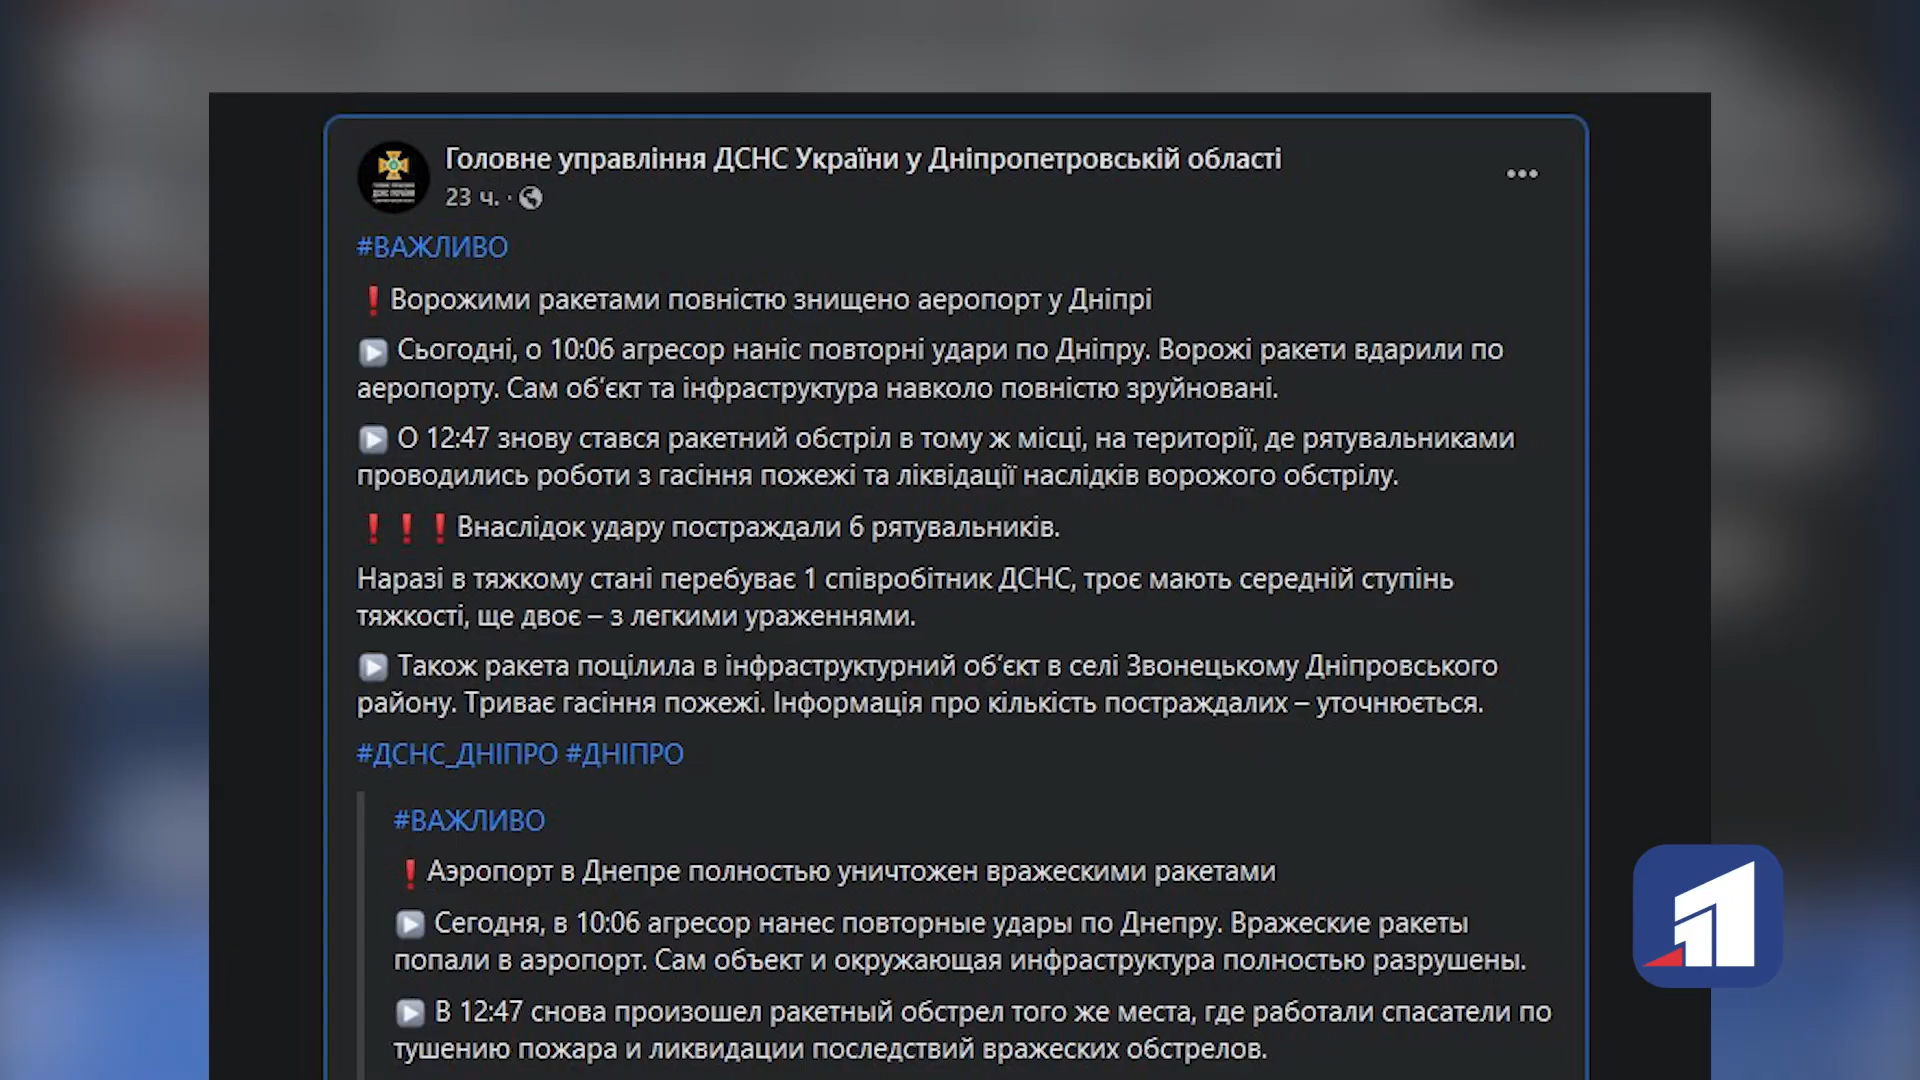 Головне управління ДСНС України у Дніпропетровській області
23 ч. ·
#ВАЖЛИВО
❗Ворожими ракетами повністю знищено аеропорт у Дніпрі
▶ Сьогодні, о 10:06 агресор наніс повторні удари по Дніпру. Ворожі ракети вдарили по
аеропорту. Сам об’єкт та інфраструктура навколо повністю зруйновані.
▶ О 12:47 знову стався ракетний обстріл в тому ж місці, на території, де рятувальниками
проводились роботи з гасіння пожежі та ліквідації наслідків ворожого обстрілу.
❗❗❗Внаслідок удару постраждали 6 рятувальників.
Наразі в тяжкому стані перебуває 1 співробітник ДСНС, троє мають середній ступінь
тяжкості, ще двоє – з легкими ураженнями.
▶ Також ракета поцілила в інфраструктурний об’єкт в селі Звонецькому Дніпровського
району. Триває гасіння пожежі. Інформація про кількість постраждалих – уточнюється.
#ДСНС_ДНІПРО #ДНІПРО
#ВАЖЛИВО
❗Аэропорт в Днепре полностью уничтожен вражескими ракетами
▶ Сегодня, в 10:06 агресор нанес повторные удары по Днепру. Вражеские ракеты
попали в аэропорт. Сам объект и окружающая инфраструктура полностью разрушены.
▶ В 12:47 снова произошел ракетный обстрел того же места, где работали спасатели по
тушению пожара и ликвидации последствий вражеских обстрелов.